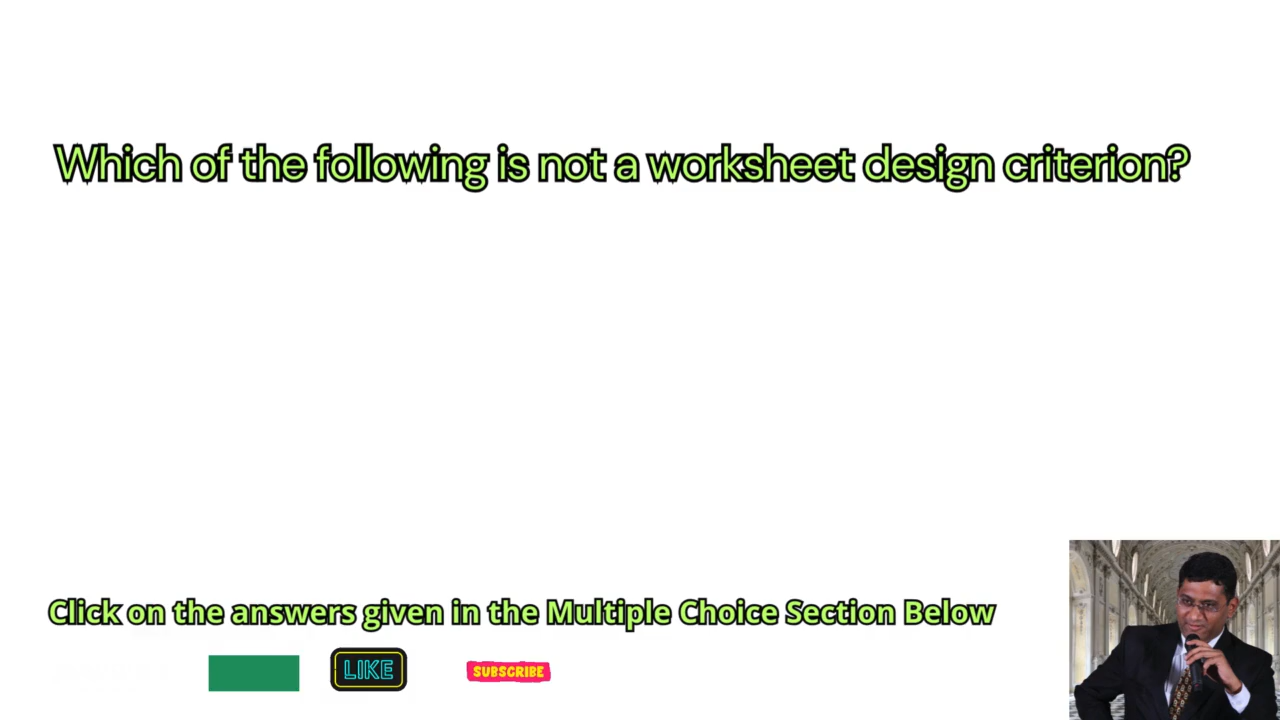 Which of the following is not a worksheet design criterion?
Click on the answers given in the Multiple Choice Section Below
LIKE
SUBSCRIBE